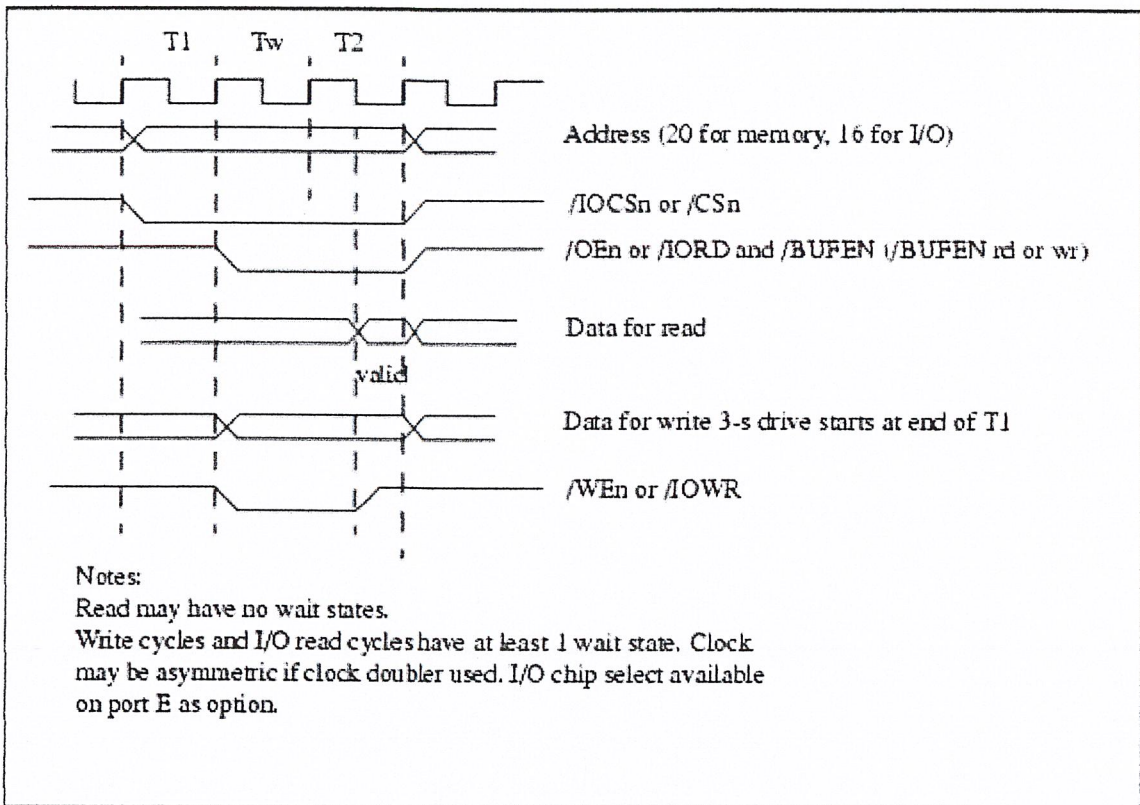 T1 Tw T2
Address (20 for memory, 16 for I/O)
/IOCSn or /CSn
/OEn or /IORD and /BUFEN (/BUFEN rd or wr)
Data for read
valid
Data for write 3-s drive starts at end of T1
/WEn or /IOWR
Notes:
Read may have no wait states.
Write cycles and I/O read cycles have at least 1 wait state. Clock
may be asymmetric if clock doubler used. I/O chip select available
on port E as option.